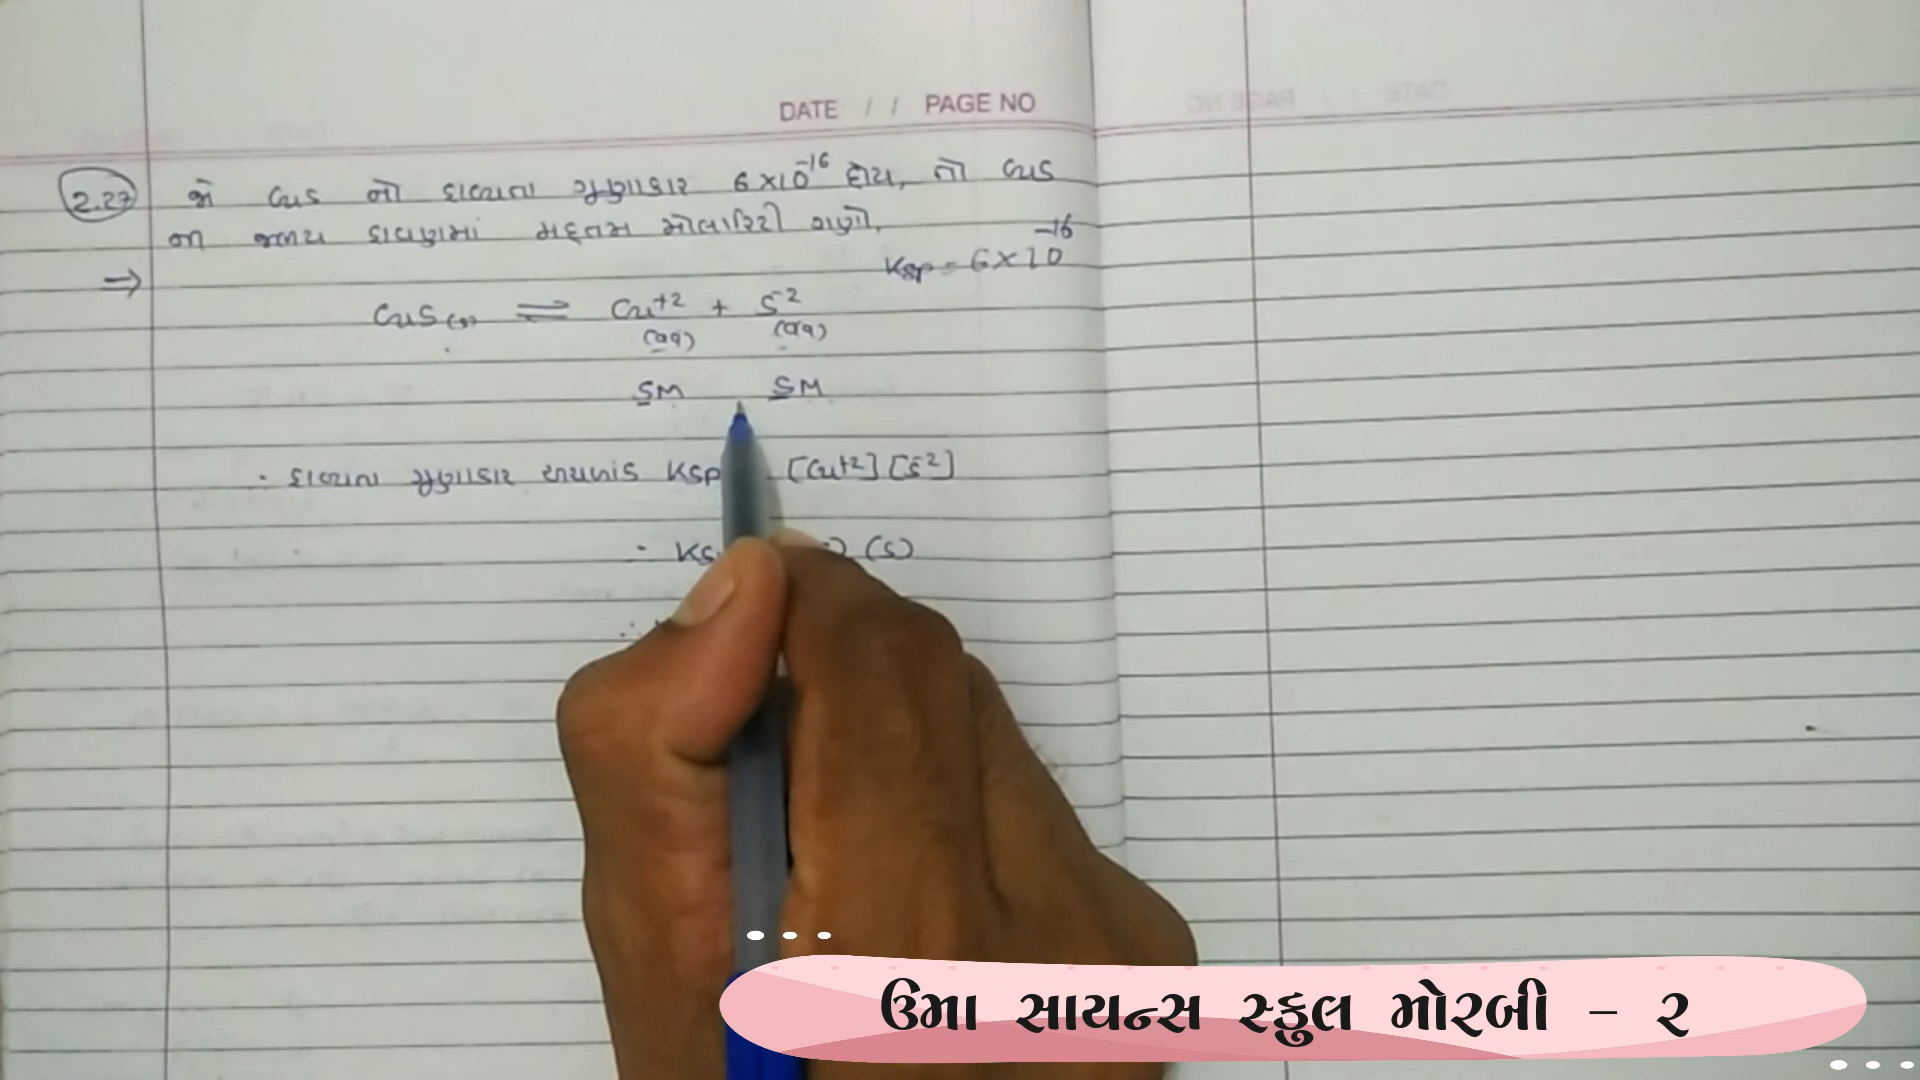 DATE / / PAGE NO
2.27 જો CuS નો દ્રાવ્યતા ગુણાકાર 6×10⁻¹⁶ હોય, તો CuS
ના જલીય દ્રાવણમાં મહત્તમ મોલારિટી ગણો.
⇒ Ksp = 6×10⁻¹⁶
CuS(s) ⇌ Cu⁺² + S⁻²
(aq) (aq)
SM SM
∴ દ્રાવ્યતા ગુણાકાર અચળાંક Ksp [Cu⁺²] [S⁻²]
∴ (s)
∴
ઉમા સાયન્સ સ્કુલ મોરબી - ૨